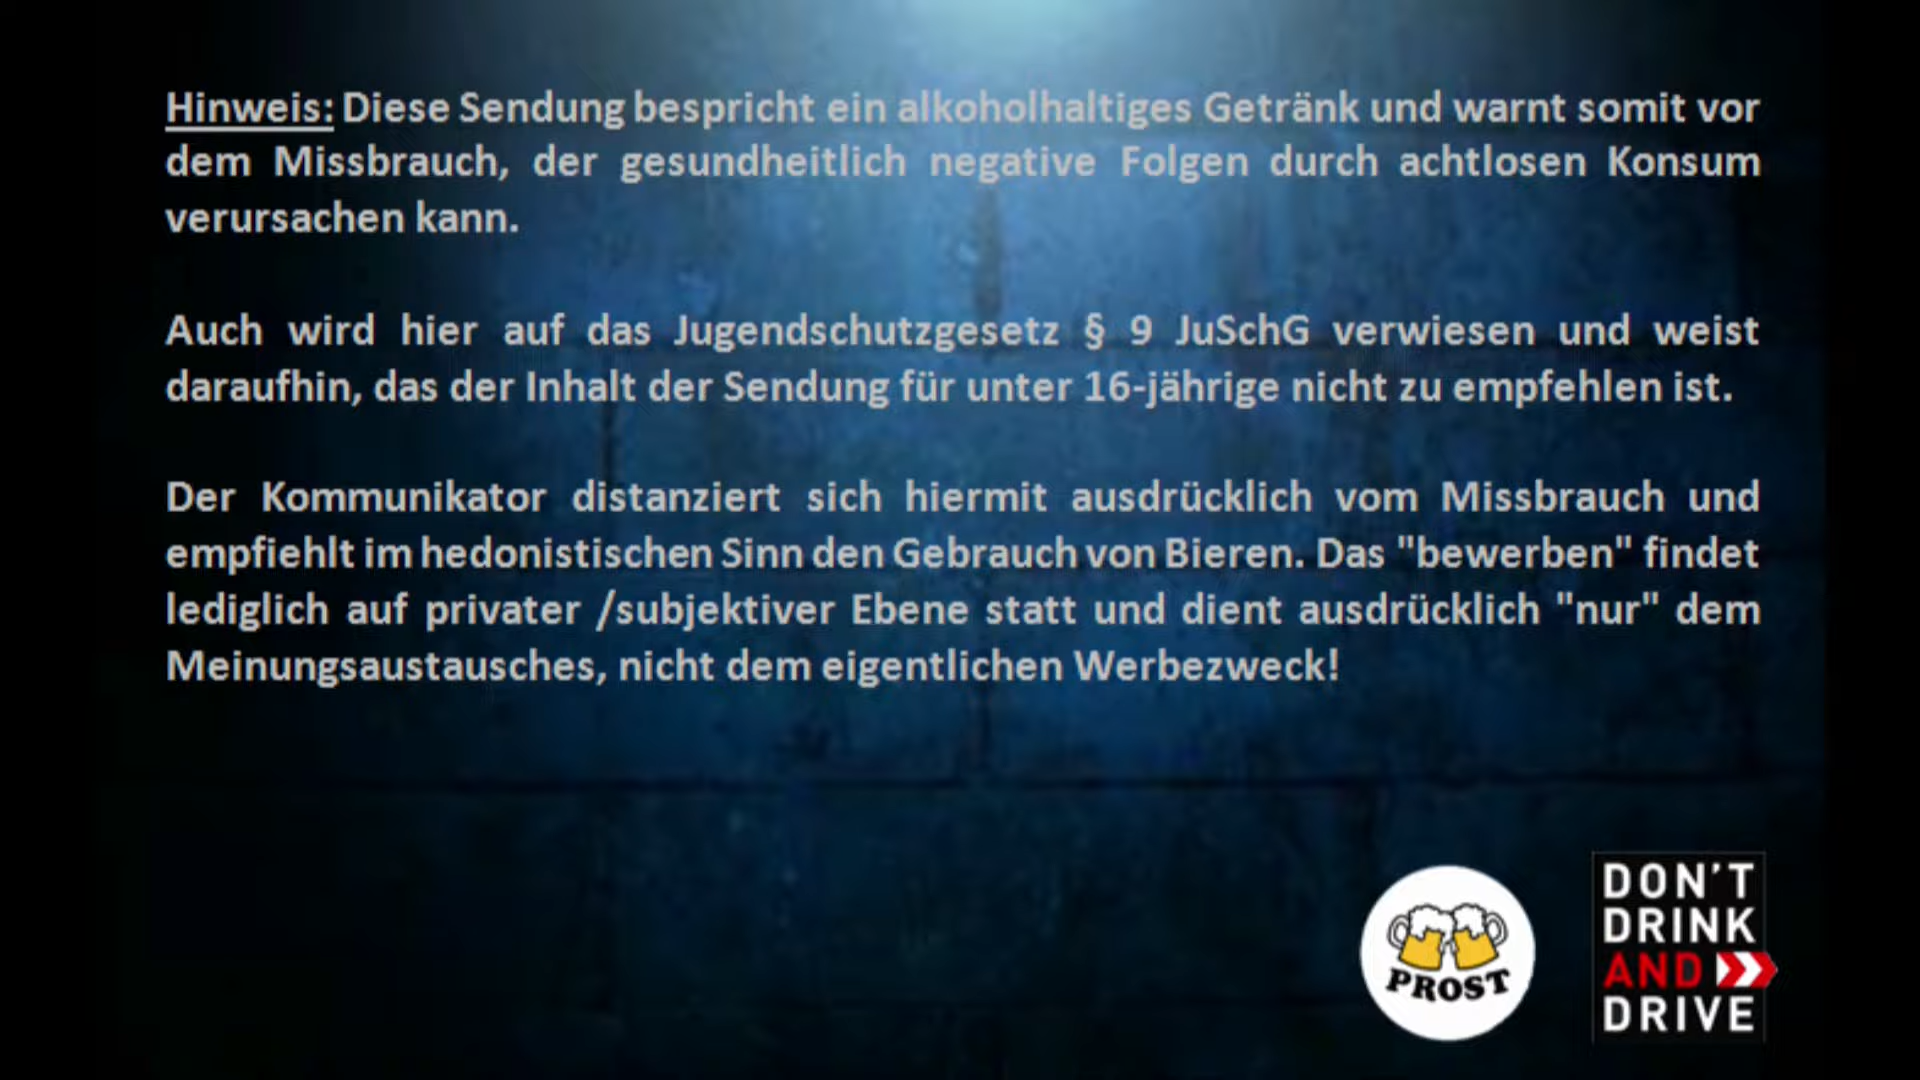 Hinweis: Diese Sendung bespricht ein alkoholhaltiges Getränk und warnt somit vor
dem Missbrauch, der gesundheitlich negative Folgen durch achtlosen Konsum
verursachen kann.
Auch wird hier auf das Jugendschutzgesetz § 9 JuSchG verwiesen und weist
daraufhin, das der Inhalt der Sendung für unter 16-jährige nicht zu empfehlen ist.
Der Kommunikator distanziert sich hiermit ausdrücklich vom Missbrauch und
empfiehlt im hedonistischen Sinn den Gebrauch von Bieren. Das "bewerben" findet
lediglich auf privater /subjektiver Ebene statt und dient ausdrücklich "nur" dem
Meinungsaustausches, nicht dem eigentlichen Werbezweck!
PROST
DON'T
DRINK
AND
DRIVE